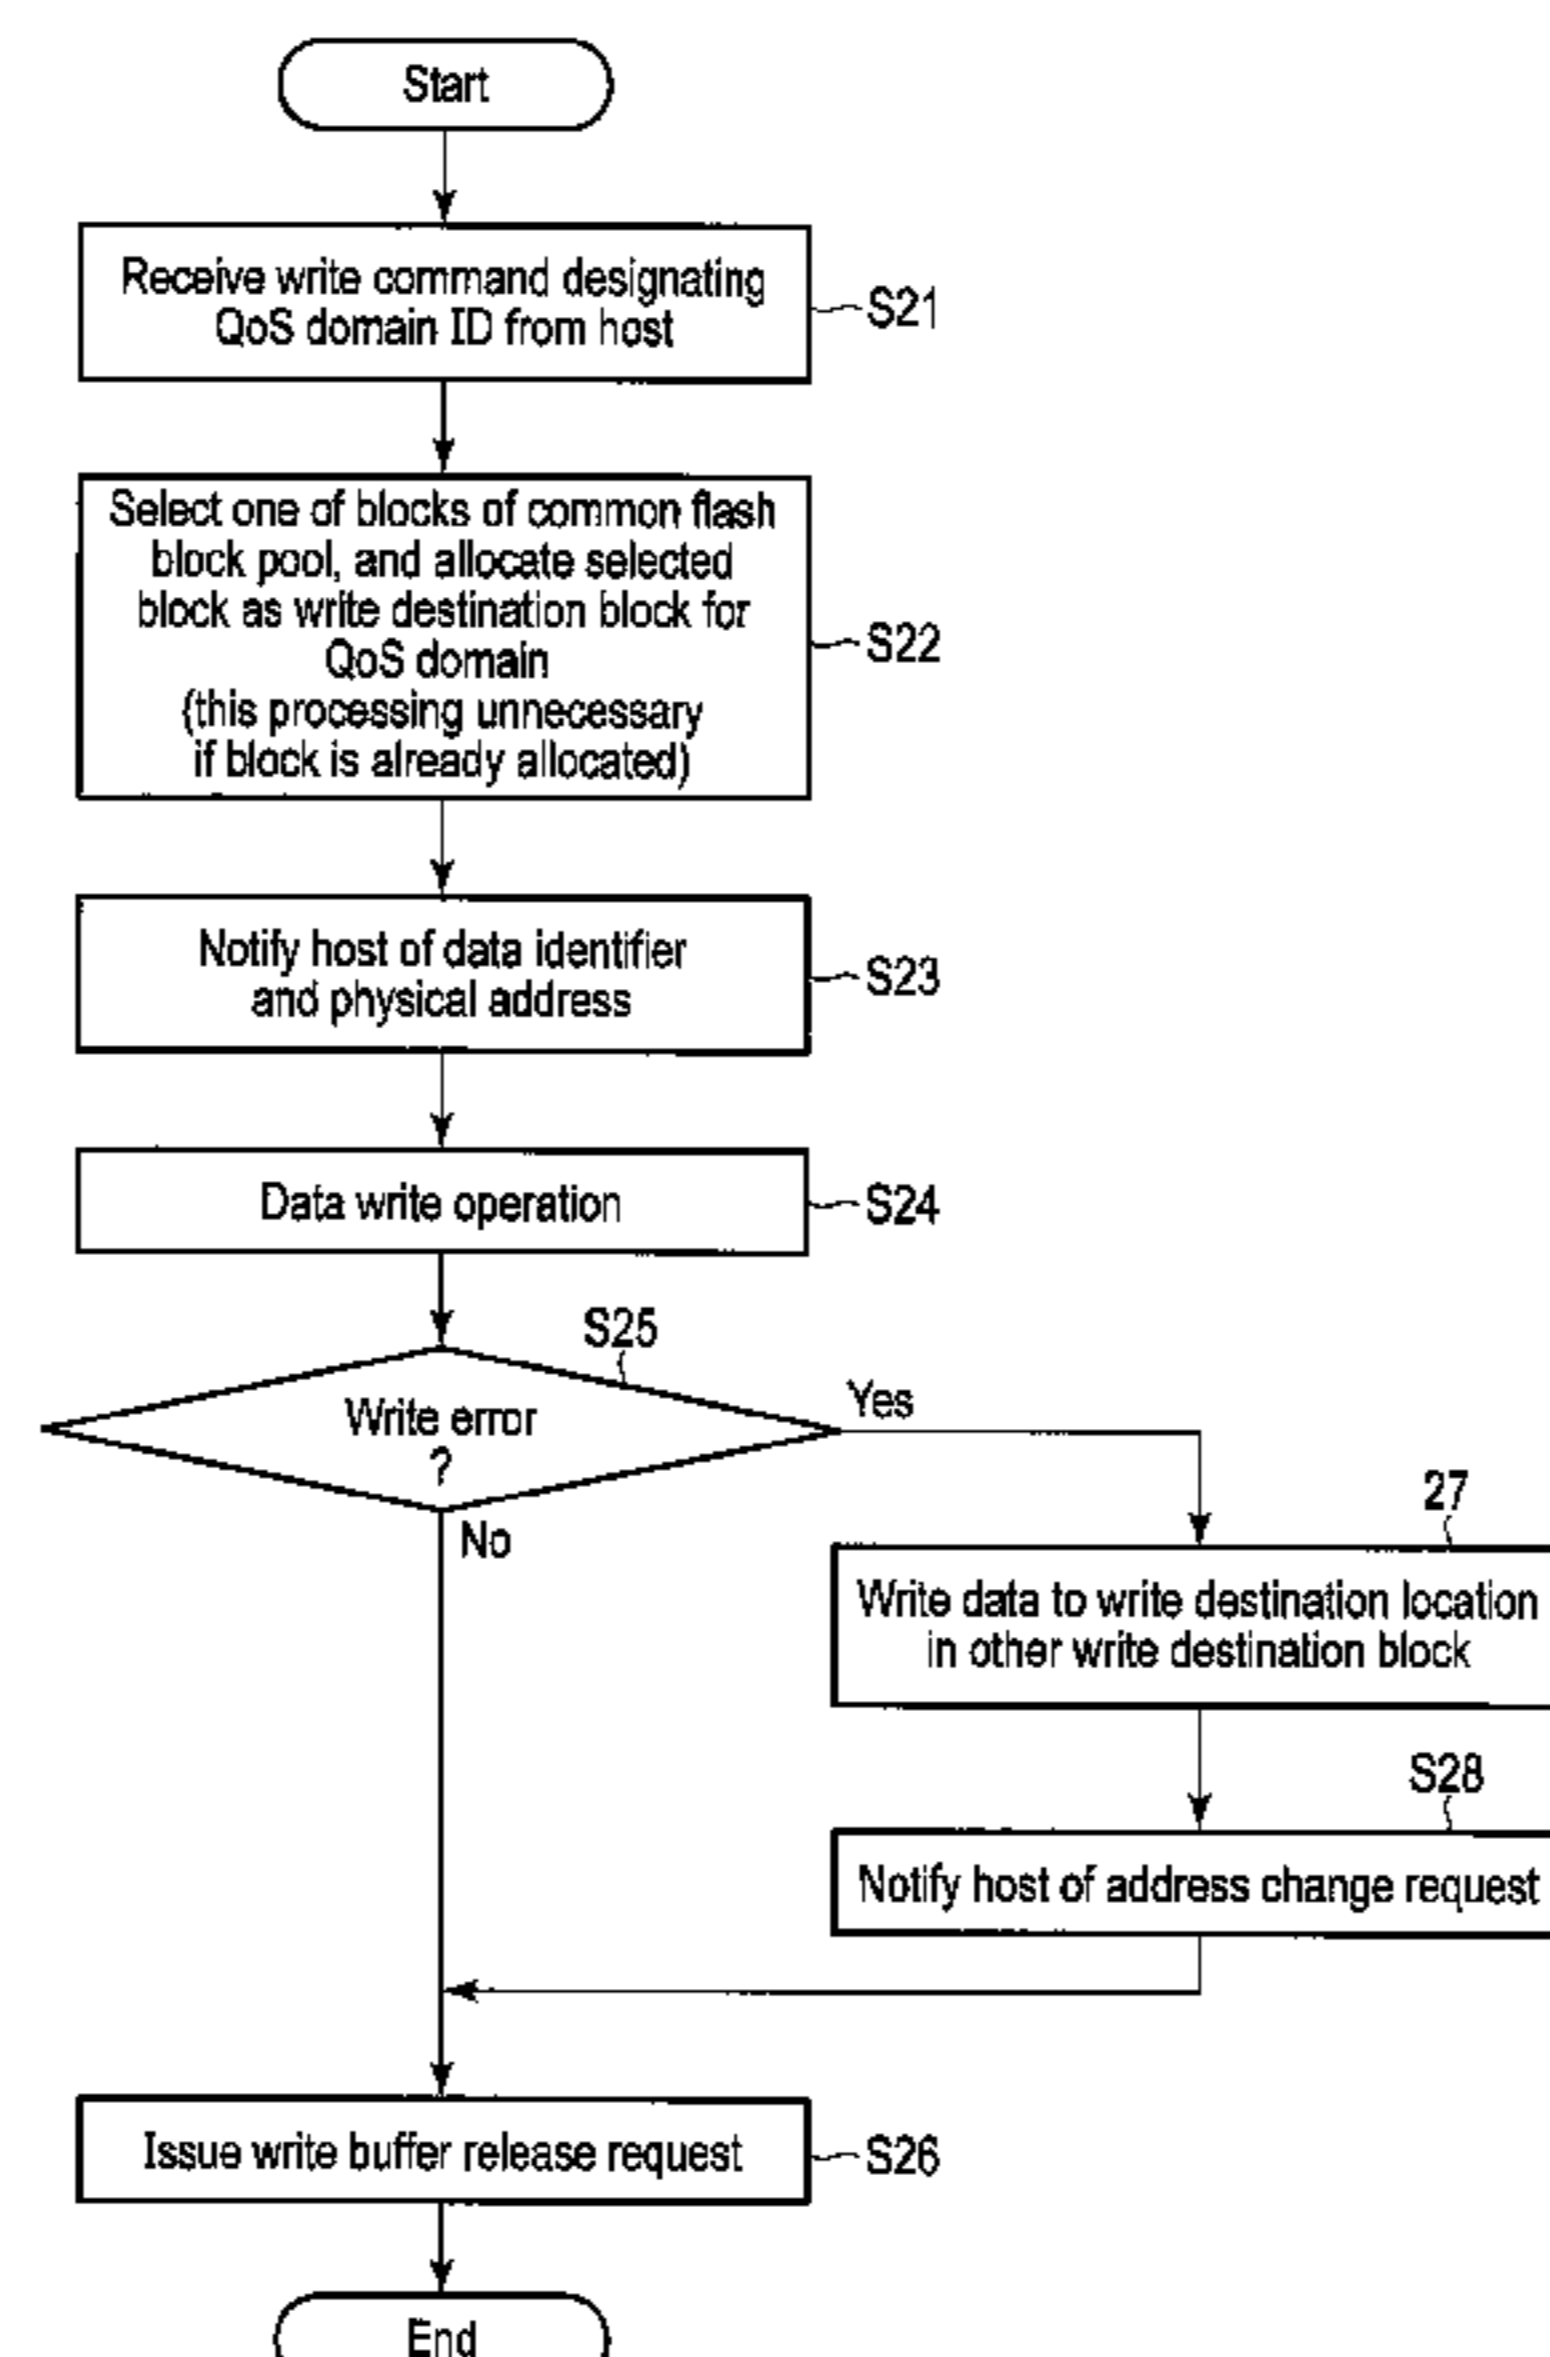 Start
Receive write command designating
QoS domain ID from host
S21
Select one of blocks of common flash
block pool, and allocate selected
block as write destination block for
QoS domain
(this processing unnecessary
if block is already allocated)
S22
Notify host of data identifier
and physical address
S23
Data write operation
S24
S25
Write error
?
Yes
No
27
Write data to write destination location
in other write destination block
S28
Notify host of address change request
Issue write buffer release request
S26
End